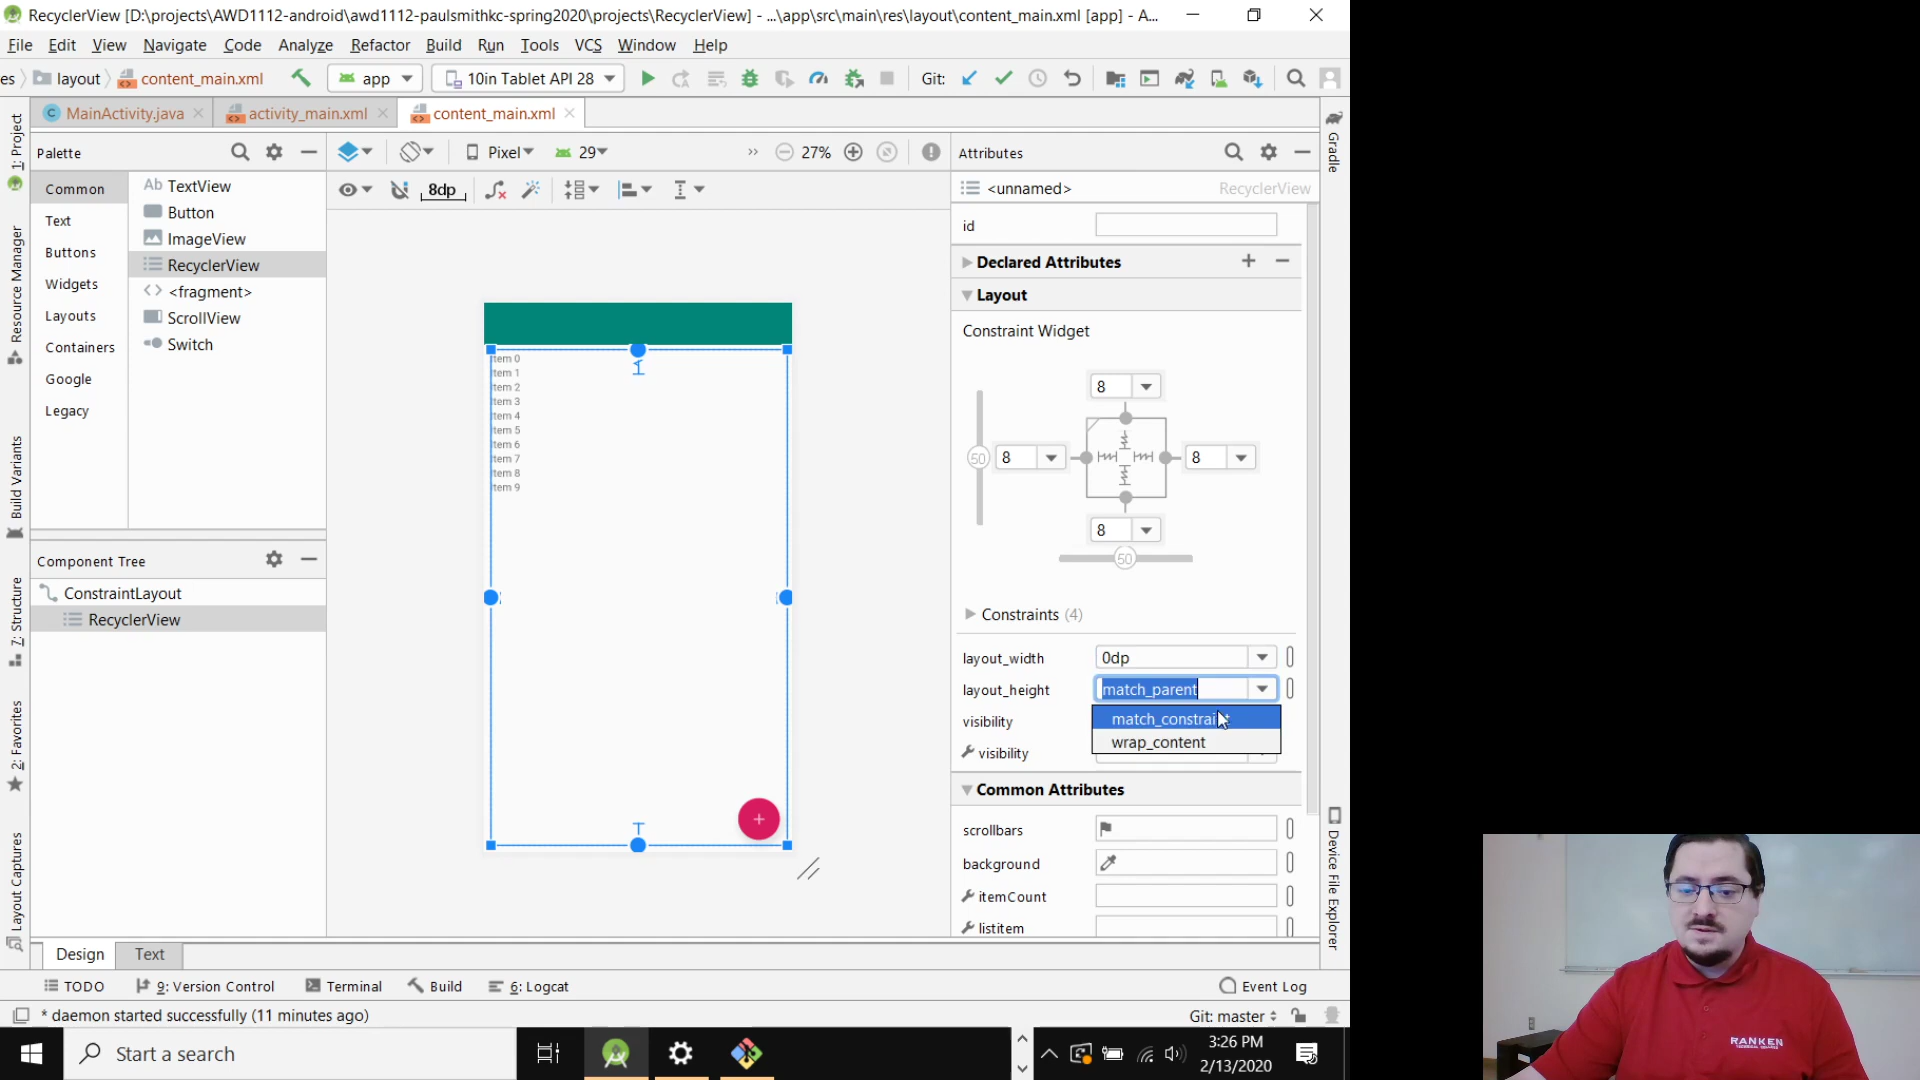 RecyclerView [D:\projects\AWD1112-android\awd1112-paulsmithkc-spring2020\projects\RecyclerView] - ...\app\src\main\res\layout\content_main.xml [app] - A...
File Edit View Navigate Code Analyze Refactor Build Run Tools VCS Window Help
es layout content_main.xml app 10in Tablet API 28 Git:
MainActivity.java activity_main.xml content_main.xml
1: Project
Resource Manager
Build Variants
7: Structure
2: Favorites
Layout Captures
Palette
Common
Text
Buttons
Widgets
Layouts
Containers
Google
Legacy
Ab TextView
Button
ImageView
RecyclerView
<> <fragment>
ScrollView
Switch
Component Tree
ConstraintLayout
RecyclerView
Pixel 29 >> 27%
8dp
Item 0
Item 1
Item 2
Item 3
Item 4
Item 5
Item 6
Item 7
Item 8
Item 9
Attributes
<unnamed> RecyclerView
id
Declared Attributes
Layout
Constraint Widget
8
50 8 8
8
50
Constraints (4)
layout_width 0dp
layout_height match_parent
visibility match_constraint
wrap_content
visibility
Common Attributes
scrollbars
background
itemCount
listitem
Gradle
Device File Explorer
Design Text
TODO 9: Version Control Terminal Build 6: Logcat Event Log
* daemon started successfully (11 minutes ago) Git: master
Start a search
3:26 PM
2/13/2020
RANKEN